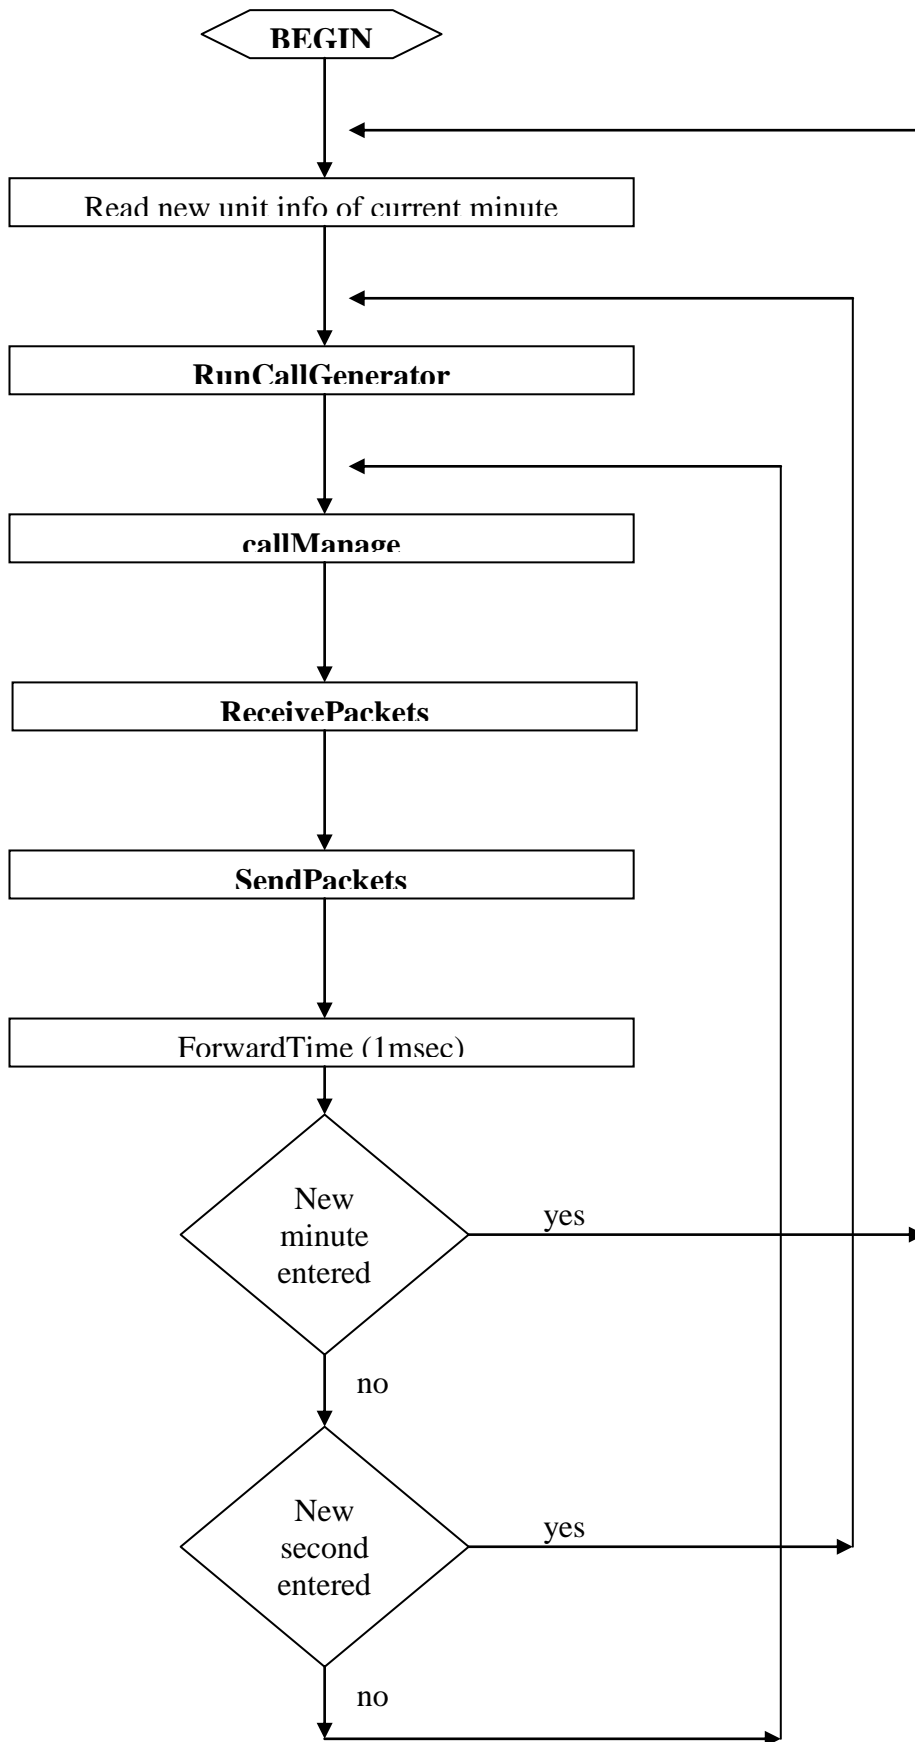 BEGIN
Read new unit info of current minute
RunCallGenerator
callManage
ReceivePackets
SendPackets
ForwardTime (1msec)
New
minute
entered
yes
no
New
second
entered
yes
no